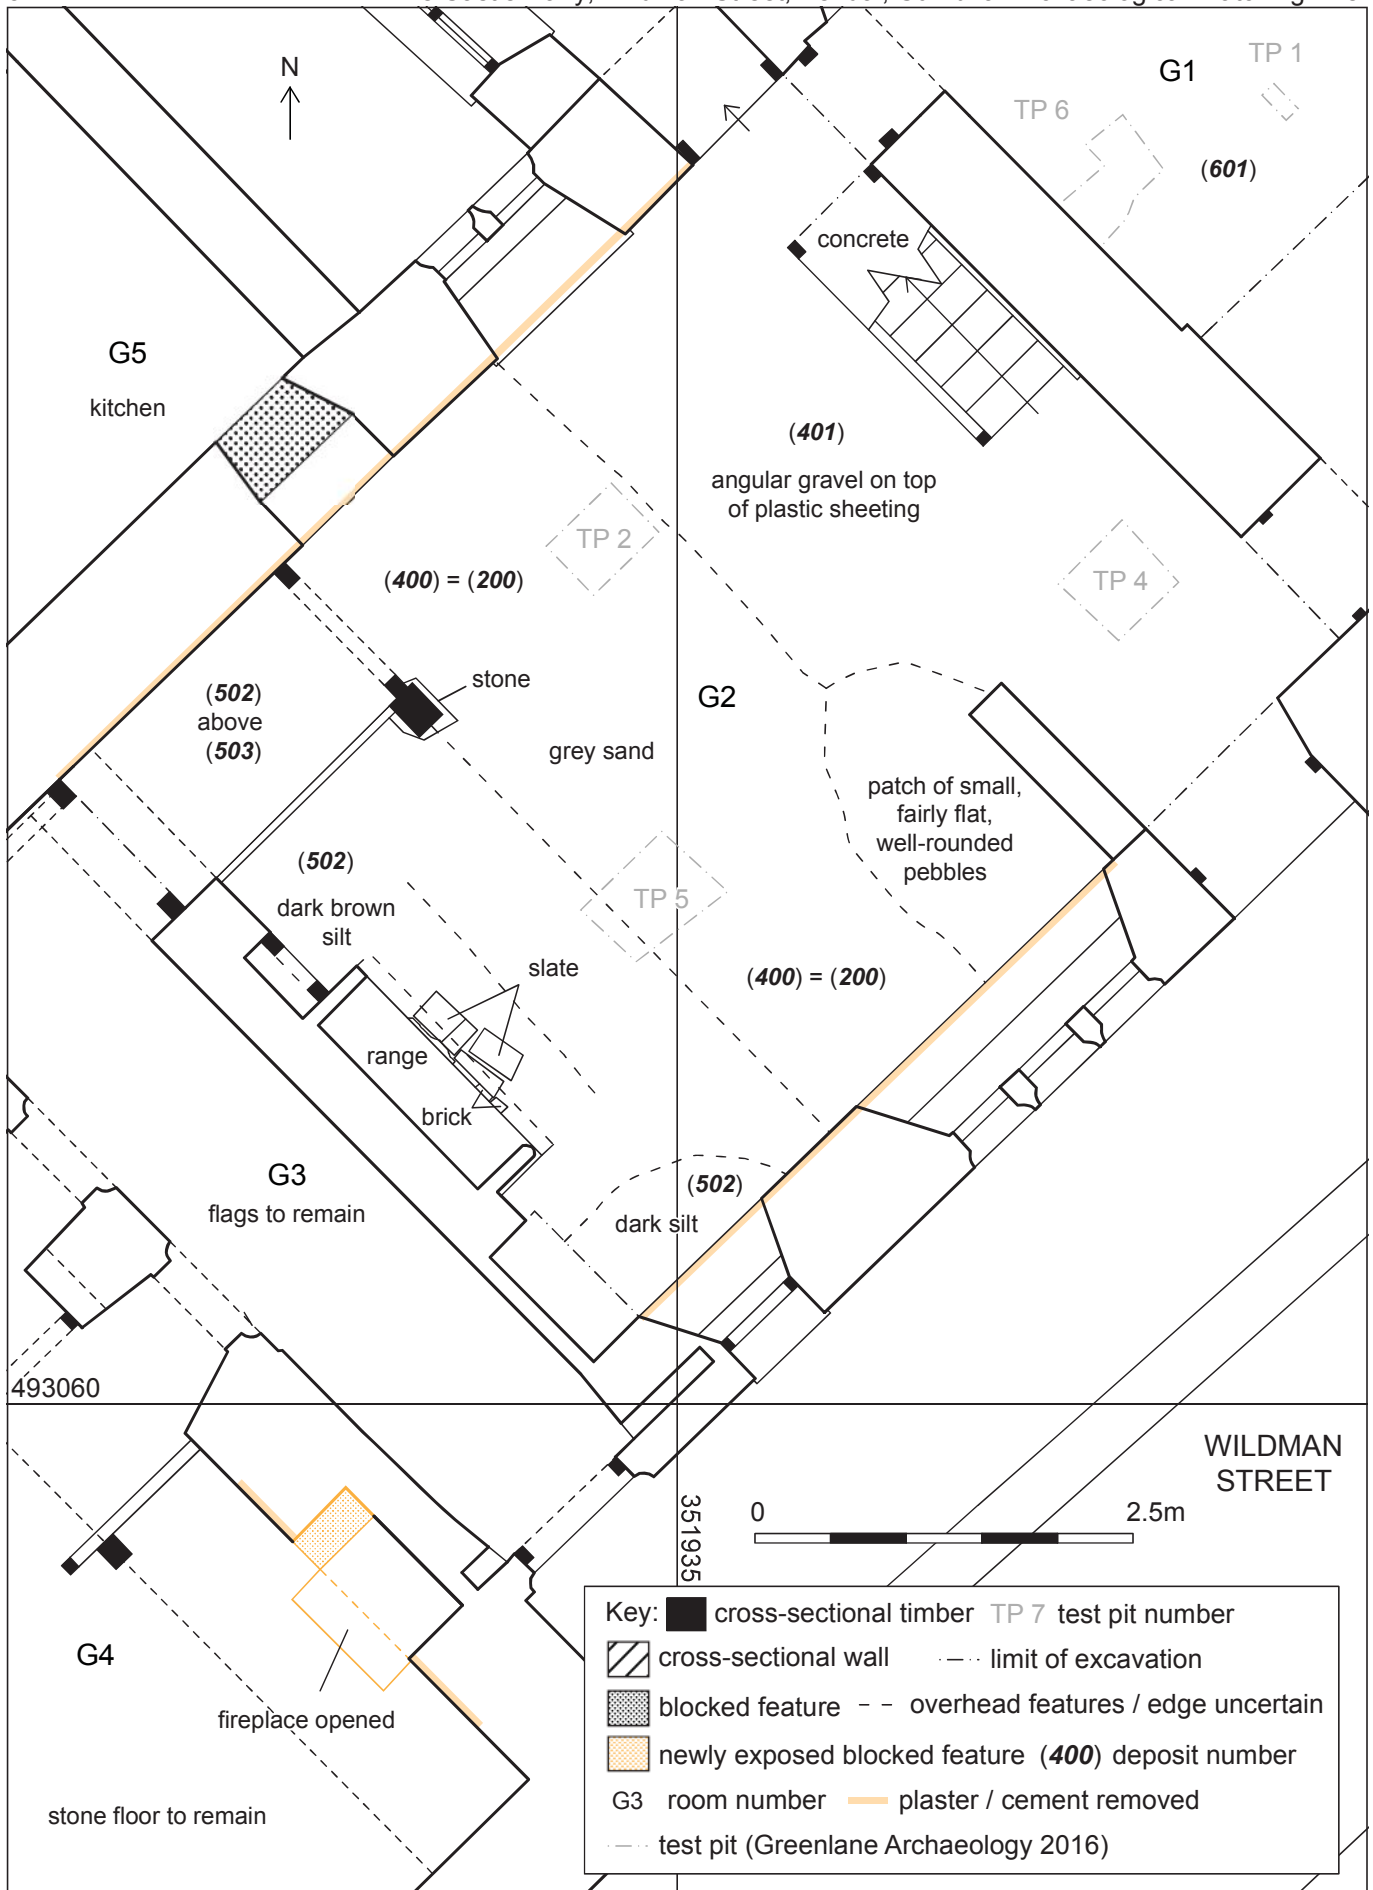 N
G1
TP 1
TP 6
(601)
concrete
G5
kitchen
(401)
angular gravel on top
of plastic sheeting
TP 2
TP 4
(400) = (200)
stone
(502)
above
(503)
G2
grey sand
patch of small,
fairly flat,
well-rounded
pebbles
(502)
dark brown
silt
TP 5
slate
(400) = (200)
range
brick
G3
flags to remain
(502)
dark silt
493060
WILDMAN
STREET
351935
0 2.5m
G4
fireplace opened
stone floor to remain
Key: cross-sectional timber TP 7 test pit number
cross-sectional wall limit of excavation
blocked feature overhead features / edge uncertain
newly exposed blocked feature (400) deposit number
G3 room number plaster / cement removed
test pit (Greenlane Archaeology 2016)